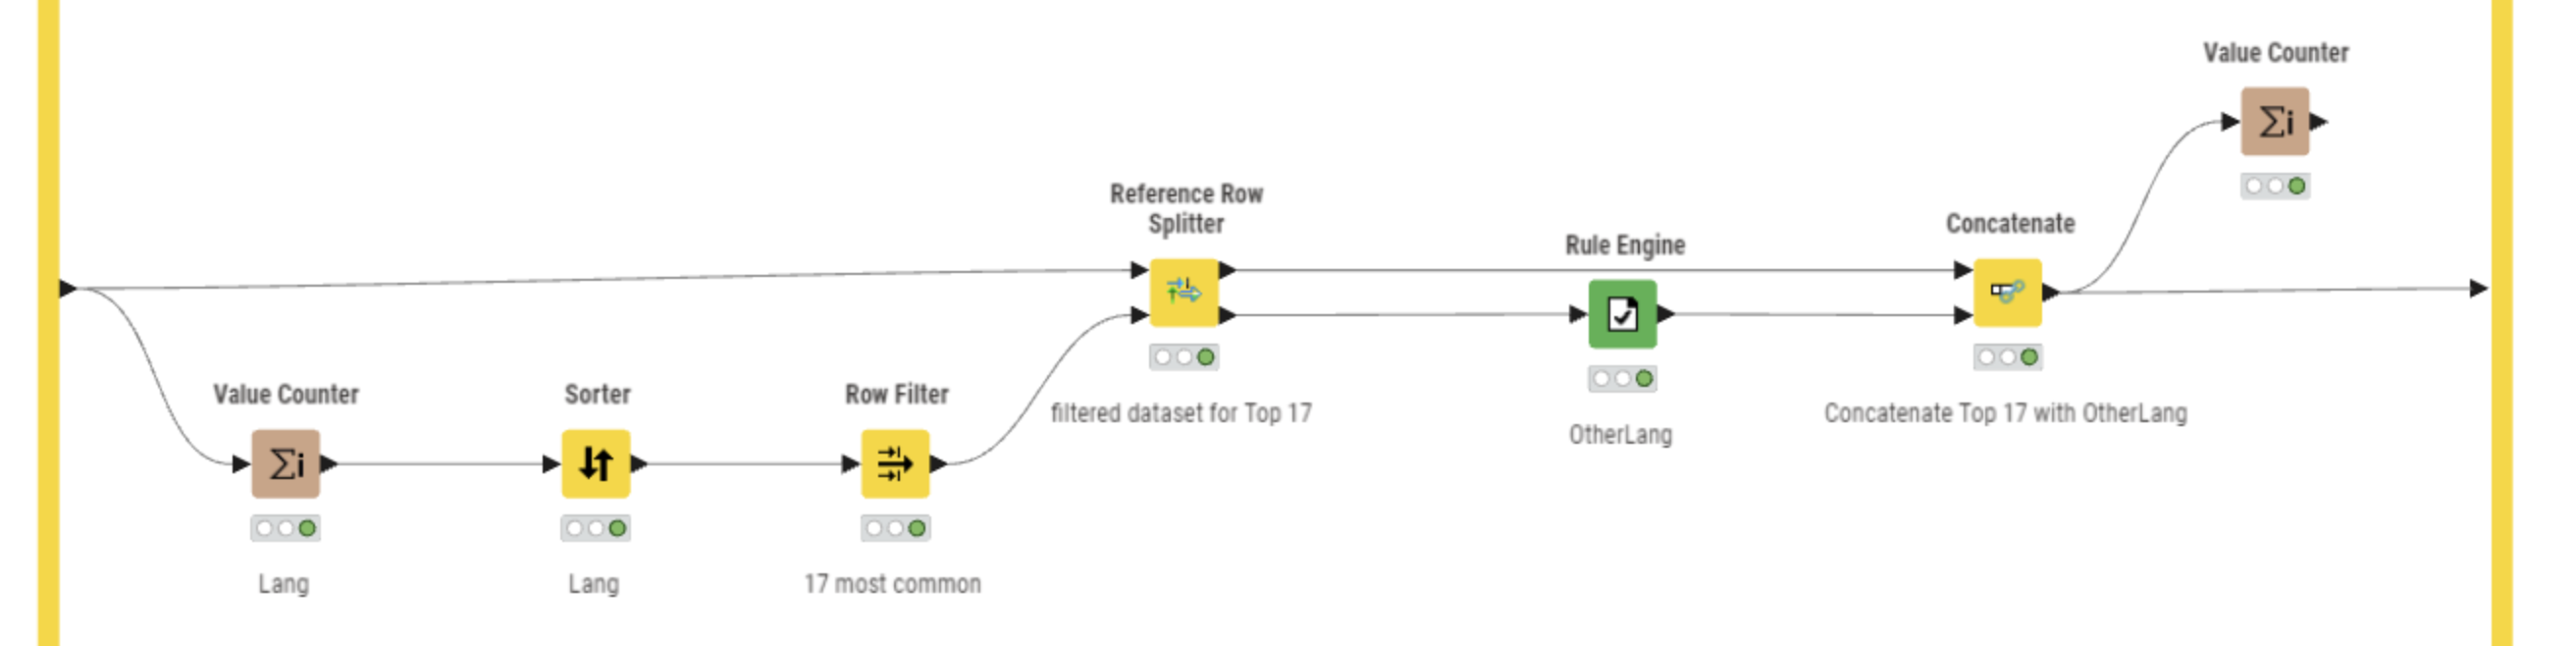 Value Counter
Reference Row
Splitter
Rule Engine
Concatenate
Value Counter
Sorter
Row Filter
filtered dataset for Top 17
OtherLang
Concatenate Top 17 with OtherLang
Lang
Lang
17 most common